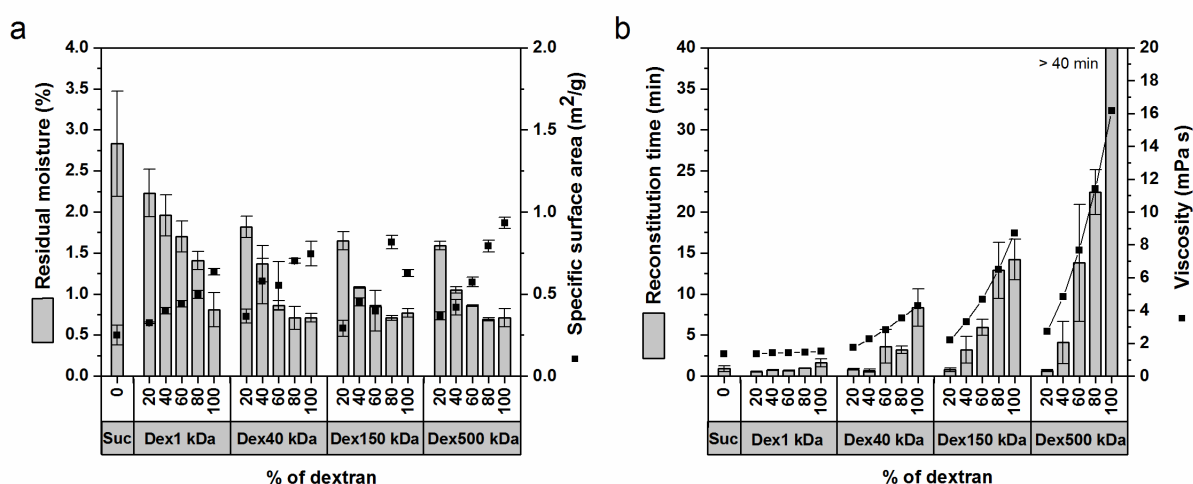 a
4.0
3.5
3.0
2.5
2.0
1.5
1.0
0.5
0.0
Residual moisture (%)
2.0
1.5
1.0
0.5
0.0
Specific surface area (m²/g)
0
20 40 60 80 100
20 40 60 80 100
20 40 60 80 100
20 40 60 80 100
Suc Dex1 kDa Dex40 kDa Dex150 kDa Dex500 kDa
% of dextran
b
40
35
30
25
20
15
10
5
0
Reconstitution time (min)
> 40 min
20
18
16
14
12
10
8
6
4
2
0
Viscosity (mPa s)
0
20 40 60 80 100
20 40 60 80 100
20 40 60 80 100
20 40 60 80 100
Suc Dex1 kDa Dex40 kDa Dex150 kDa Dex500 kDa
% of dextran